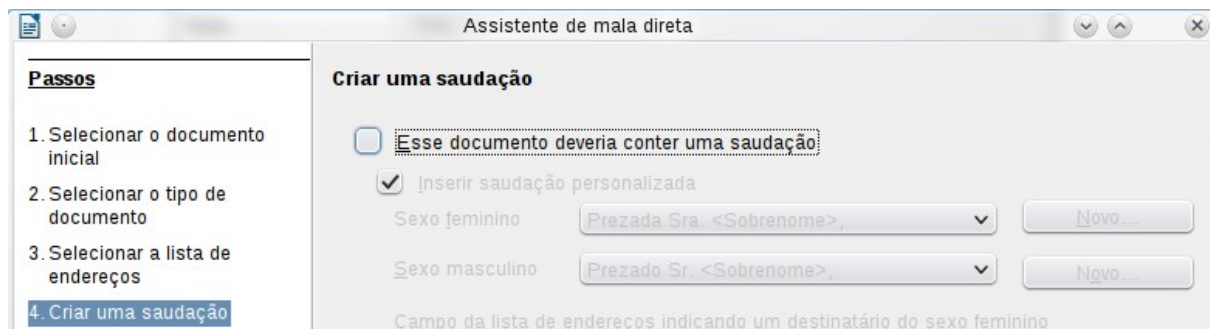 Assistente de mala direta
Passos
1. Selecionar o documento
inicial
2. Selecionar o tipo de
documento
3. Selecionar a lista de
endereços
4. Criar uma saudação
Criar uma saudação
Esse documento deveria conter uma saudação
Inserir saudação personalizada
Sexo feminino Prezada Sra. <Sobrenome>, Novo...
Sexo masculino Prezado Sr. <Sobrenome>, Novo...
Campo da lista de endereços indicando um destinatário do sexo feminino